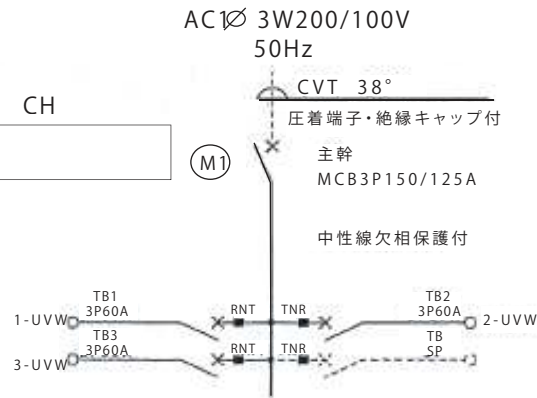 AC1∅ 3W200/100V
50Hz
CVT 38°
CH
圧着端子・絶縁キャップ付
M1
主幹
MCB3P150/125A
中性線欠相保護付
TB1
3P60A
RNT
TNR
TB2
3P60A
1-UVW
2-UVW
TB3
3P60A
RNT
TNR
TB
SP
3-UVW